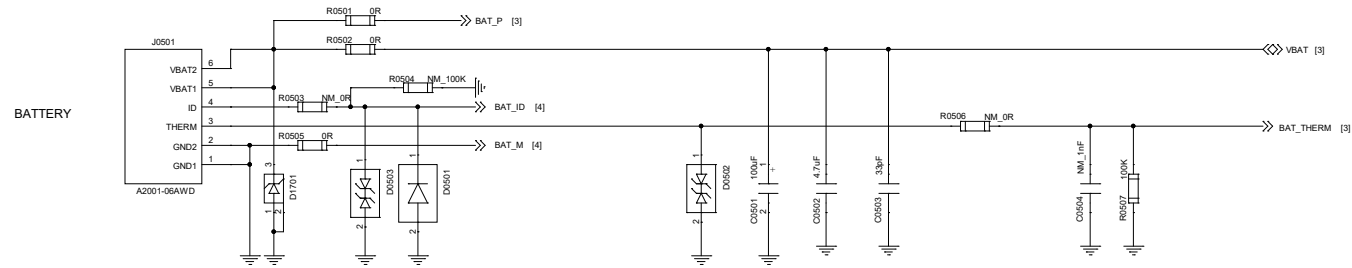 R0501 0R
BAT_P [3]
J0501
R0502 0R
VBAT [3]
VBAT2 6
VBAT1 5
R0504 NM_100K
ID 4
R0503 NM_0R
BAT_ID [4]
BATTERY
THERM 3
R0506 NM_0R
BAT_THERM [3]
GND2 2
R0505 0R
BAT_M [4]
GND1 1
A2001-06AWD
3
D1701
1
2
1
D0503
2
1
D0501
2
1
D0502
2
100uF
1
+
C0501
2
4.7uF
C0502
33pF
C0503
NM_1nF
C0504
100K
R0507